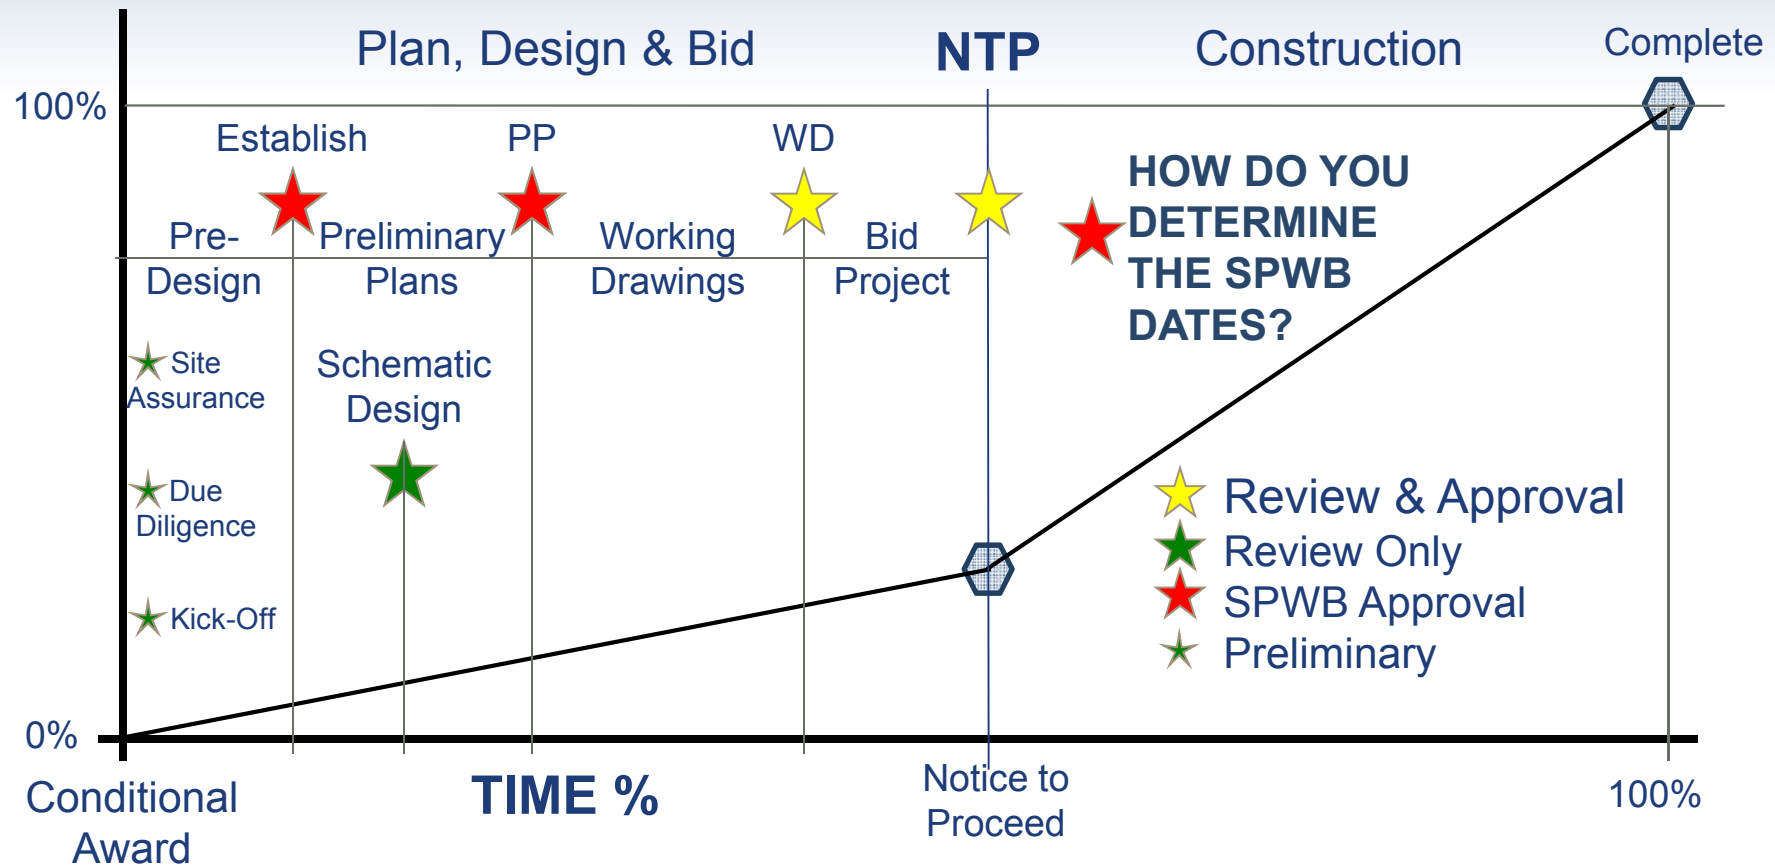 Plan, Design & Bid
NTP
Construction
Complete
100%
Establish
PP
WD
HOW DO YOU
DETERMINE
THE SPWB
DATES?
Pre-
Design
Preliminary
Plans
Working
Drawings
Bid
Project
Site
Assurance
Schematic
Design
Due
Diligence
Kick-Off
Review & Approval
Review Only
SPWB Approval
Preliminary
0%
Conditional
Award
TIME %
Notice to
Proceed
100%